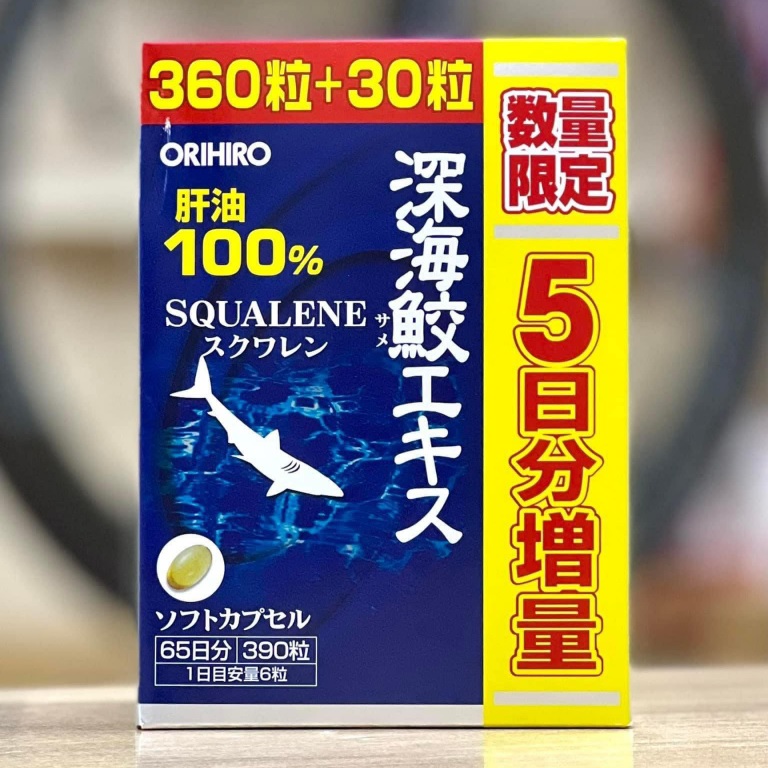 360粒+30粒
ORIHIRO
肝油
100%
SQUALENE
スクワレン
深海鮫エキス
サメ
ソフトカプセル
65日分 390粒
1日目安量6粒
数量
限定
5日分増量